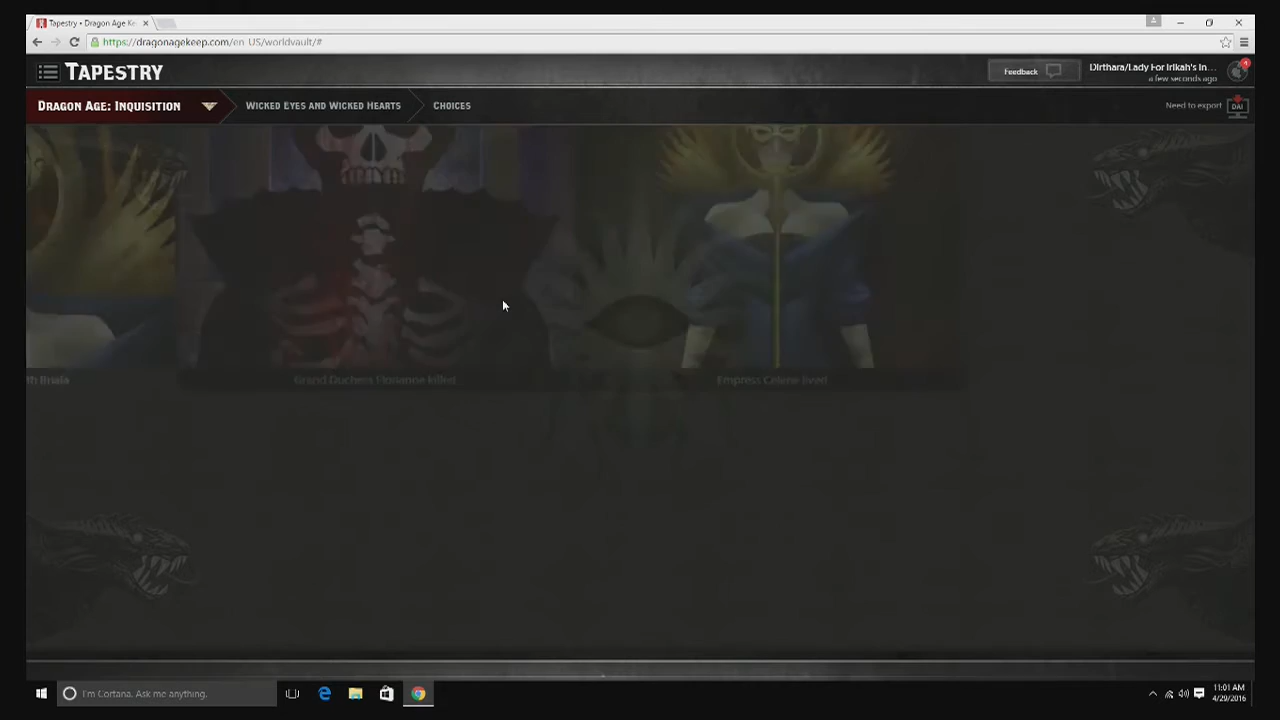 Tapestry • Dragon Age Ke
https://dragonagekeep.com/en_US/worldvault/#
TAPESTRY
Feedback
Dirthara/Lady For Irikah's In...
a few seconds ago
DRAGON AGE: INQUISITION
WICKED EYES AND WICKED HEARTS
CHOICES
Need to export
DAI
Briala
Grand Duchess Florianne killed
Empress Celene lived
I'm Cortana. Ask me anything.
11:01 AM
4/29/2016